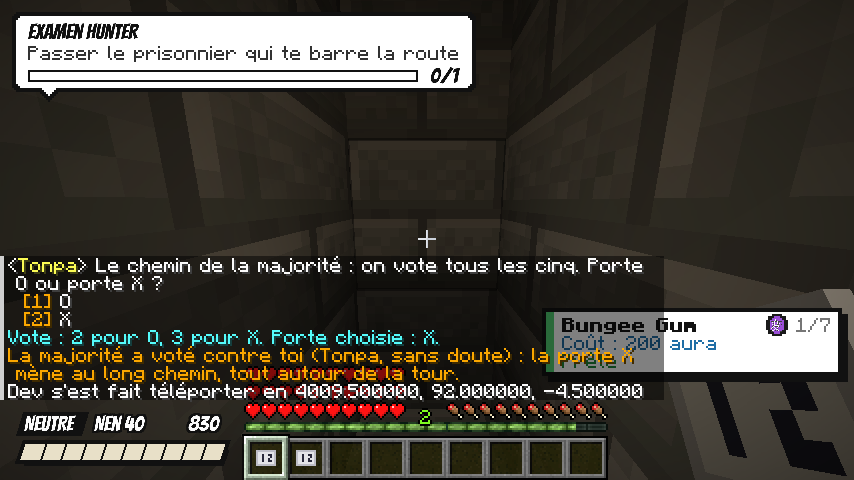 EXAMEN HUNTER
Passer le prisonnier qui te barre la route
0/1
<Tonpa> Le chemin de la majorité : on vote tous les cinq. Porte
O ou porte X ?
[1] O
[2] X
Vote : 2 pour O, 3 pour X. Porte choisie : X.
La majorité a voté contre toi (Tonpa, sans doute) : la porte X
mène au long chemin, tout autour de la tour.
Dev s'est fait téléporter en 4009.500000, 92.000000, -4.500000
Bungee Gum 1/7
Coût : 200 aura
Prête
NEUTRE NEN 40 830
2
12 12
12